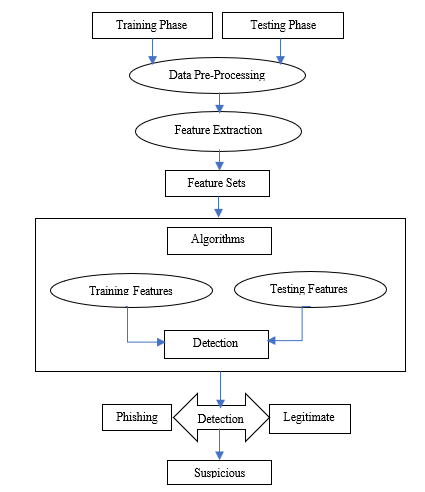 Training Phase
Testing Phase
Data Pre-Processing
Feature Extraction
Feature Sets
Algorithms
Training Features
Testing Features
Detection
Phishing
Detection
Legitimate
Suspicious